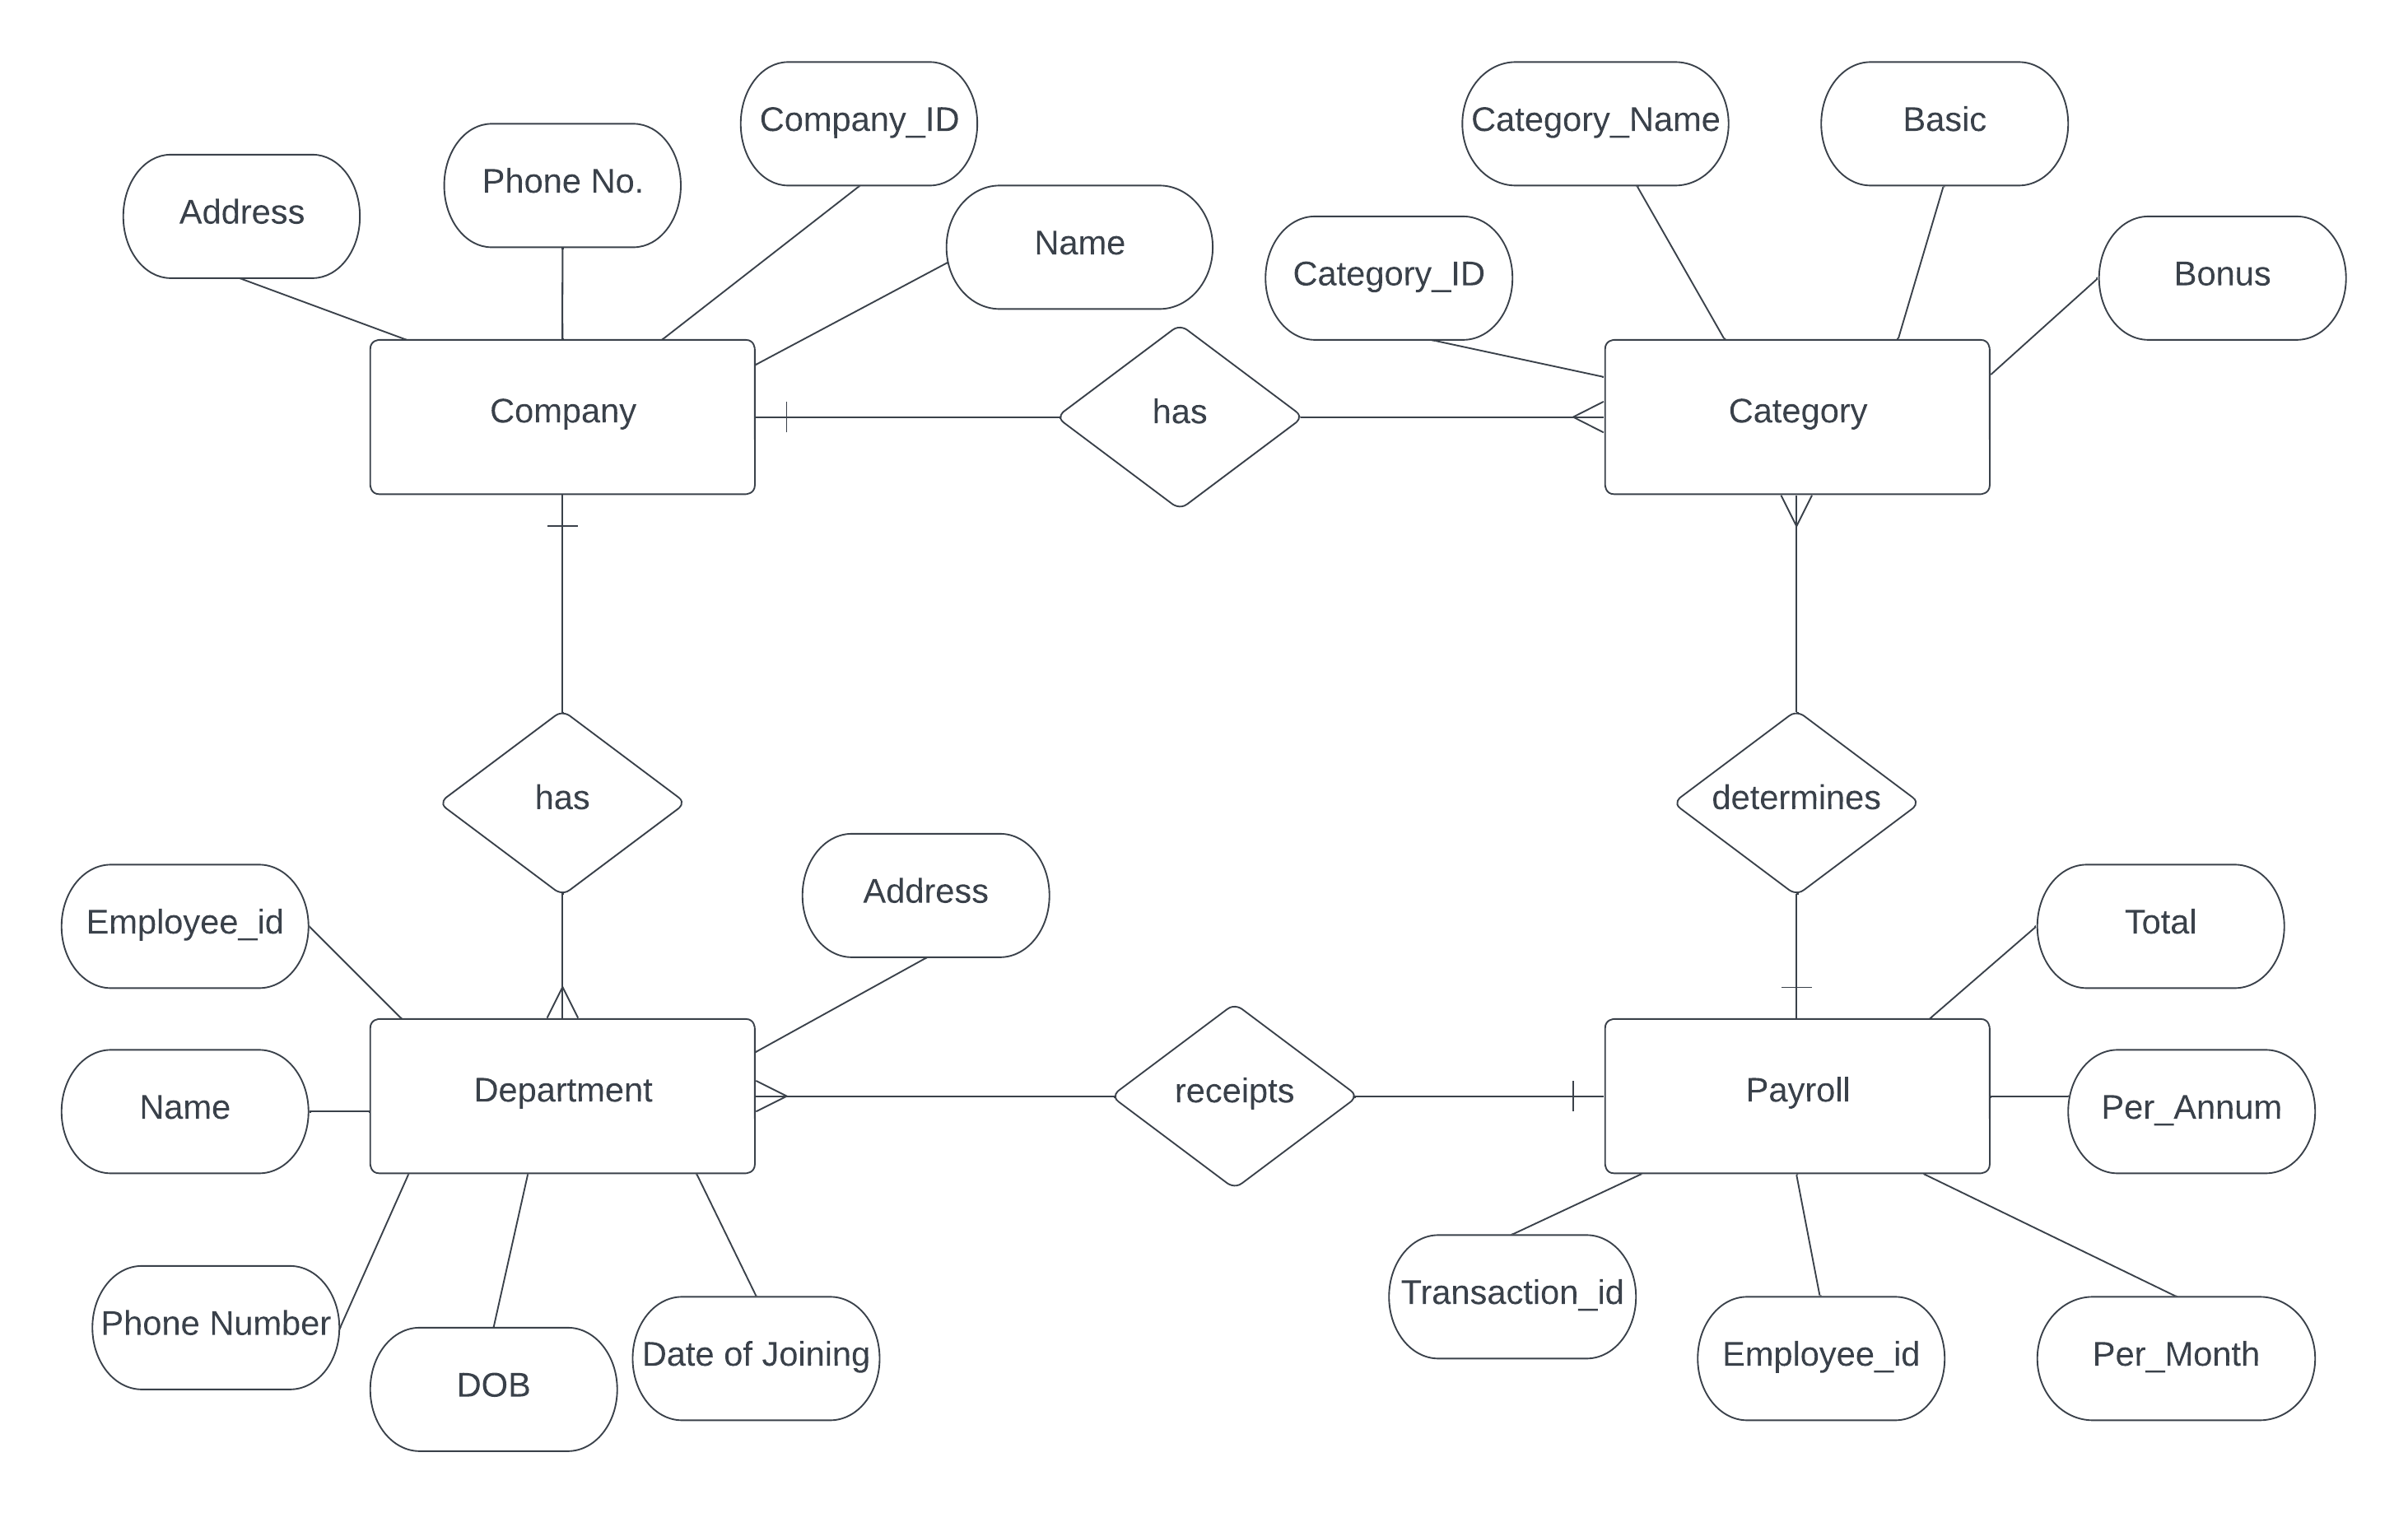 Company_ID
Category_Name
Basic
Phone No.
Address
Name
Category_ID
Bonus
Company
has
Category
has
determines
Address
Employee_id
Total
Department
receipts
Payroll
Name
Per_Annum
Transaction_id
Phone Number
Date of Joining
Employee_id
Per_Month
DOB